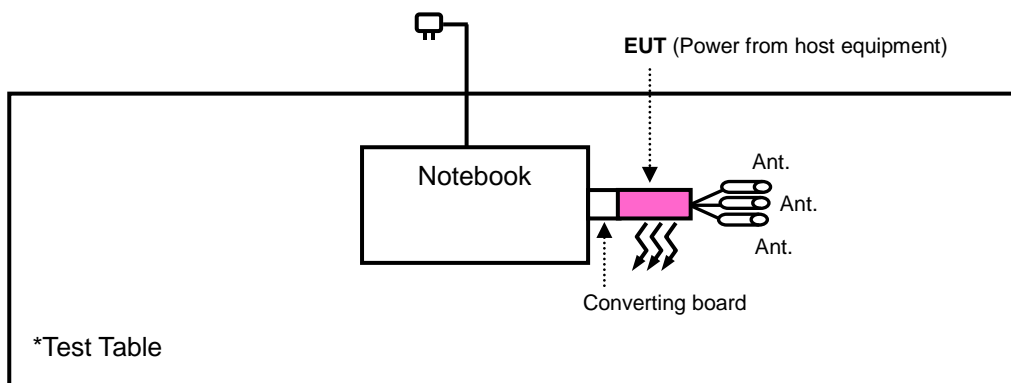 EUT (Power from host equipment)
Notebook
Ant.
Ant.
Ant.
Converting board
*Test Table